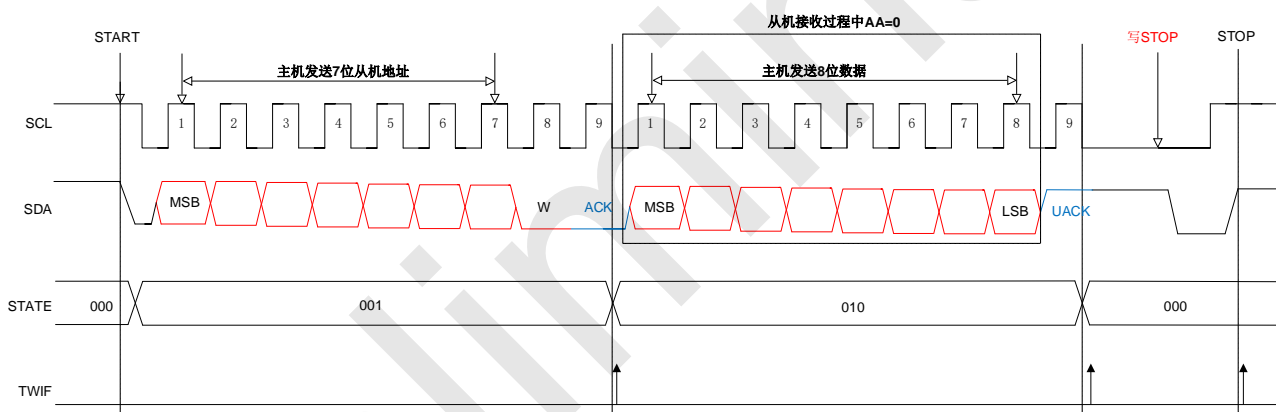 从机接收过程中AA=0
START
写STOP
STOP
主机发送7位从机地址
主机发送8位数据
SCL
1 2 3 4 5 6 7 8 9 1 2 3 4 5 6 7 8 9
SDA
MSB W ACK MSB LSB UACK
STATE 000 001 010 000
TWIF